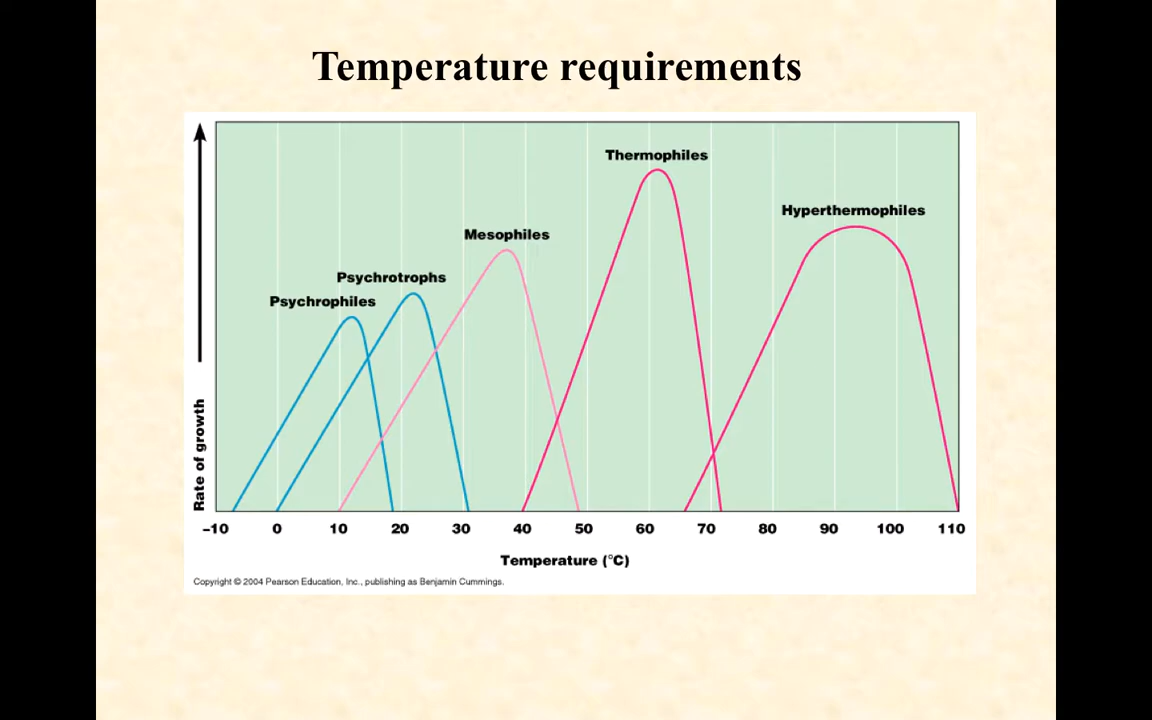 Temperature requirements
Thermophiles
Hyperthermophiles
Mesophiles
Psychrotrophs
Psychrophiles
Rate of growth
–10 0 10 20 30 40 50 60 70 80 90 100 110
Temperature (°C)
Copyright © 2004 Pearson Education, Inc., publishing as Benjamin Cummings.